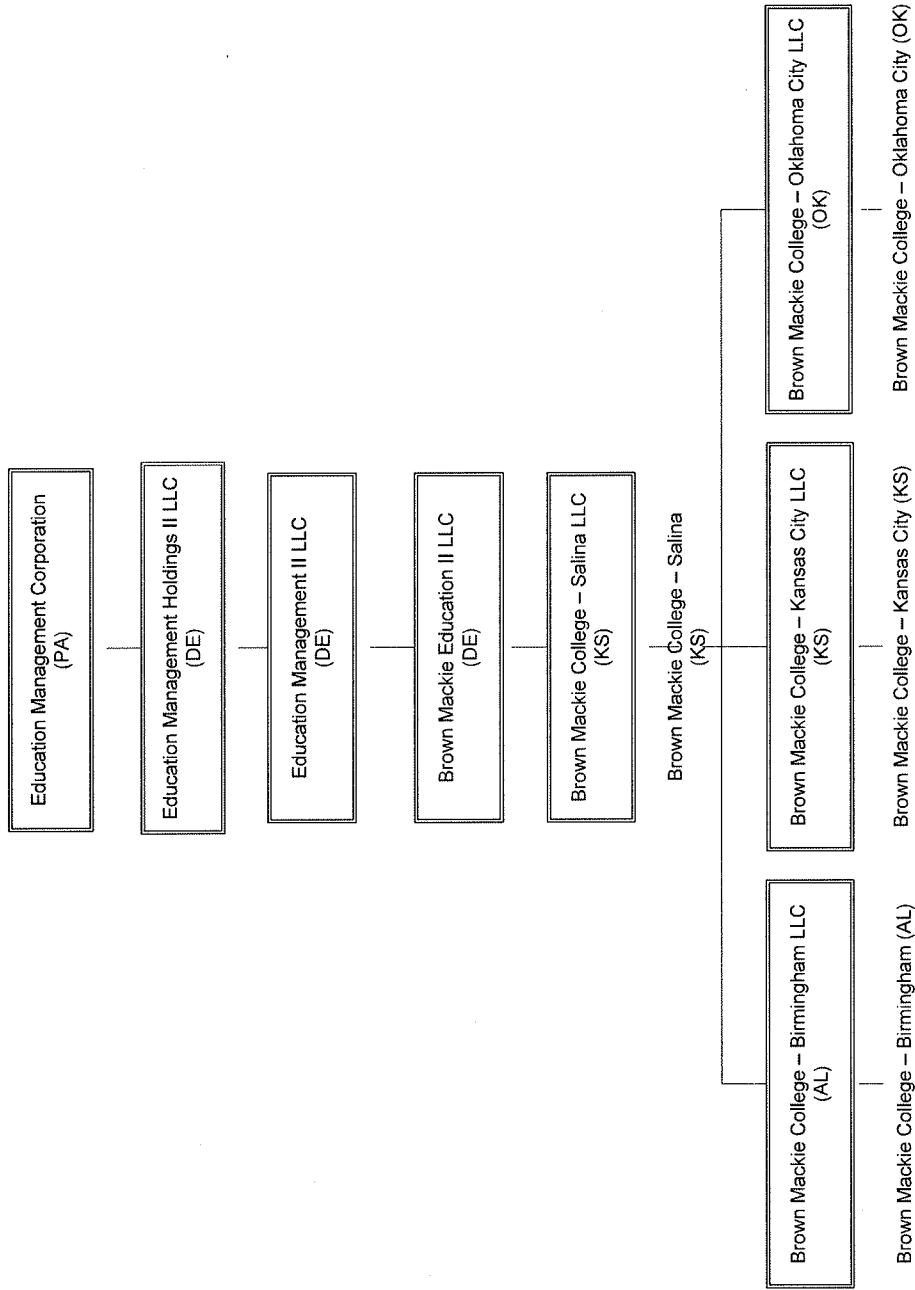 Education Management Corporation
(PA)
Education Management Holdings II LLC
(DE)
Education Management II LLC
(DE)
Brown Mackie Education II LLC
(DE)
Brown Mackie College – Salina LLC
(KS)
Brown Mackie College – Salina
(KS)
Brown Mackie College – Birmingham LLC
(AL)
Brown Mackie College – Kansas City LLC
(KS)
Brown Mackie College – Oklahoma City LLC
(OK)
Brown Mackie College – Birmingham (AL)
Brown Mackie College – Kansas City (KS)
Brown Mackie College – Oklahoma City (OK)